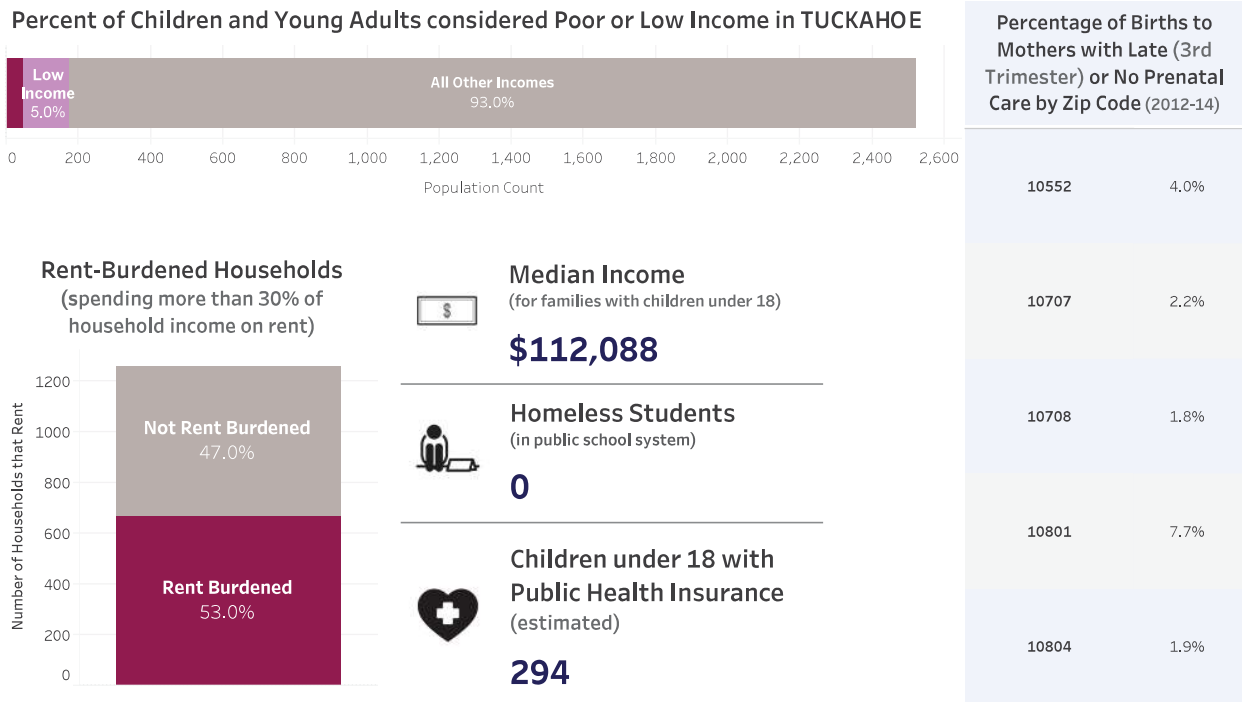 Percent of Children and Young Adults considered Poor or Low Income in TUCKAHOE
Low
Income
5.0%
All Other Incomes
93.0%
0 200 400 600 800 1,000 1,200 1,400 1,600 1,800 2,000 2,200 2,400 2,600
Population Count
Rent-Burdened Households
(spending more than 30% of
household income on rent)
Number of Households that Rent
1200
1000
800
600
400
200
0
Not Rent Burdened
47.0%
Rent Burdened
53.0%
$
Median Income
(for families with children under 18)
$112,088
Homeless Students
(in public school system)
0
Children under 18 with
Public Health Insurance
(estimated)
294
Percentage of Births to
Mothers with Late (3rd
Trimester) or No Prenatal
Care by Zip Code (2012-14)
10552 4.0%
10707 2.2%
10708 1.8%
10801 7.7%
10804 1.9%